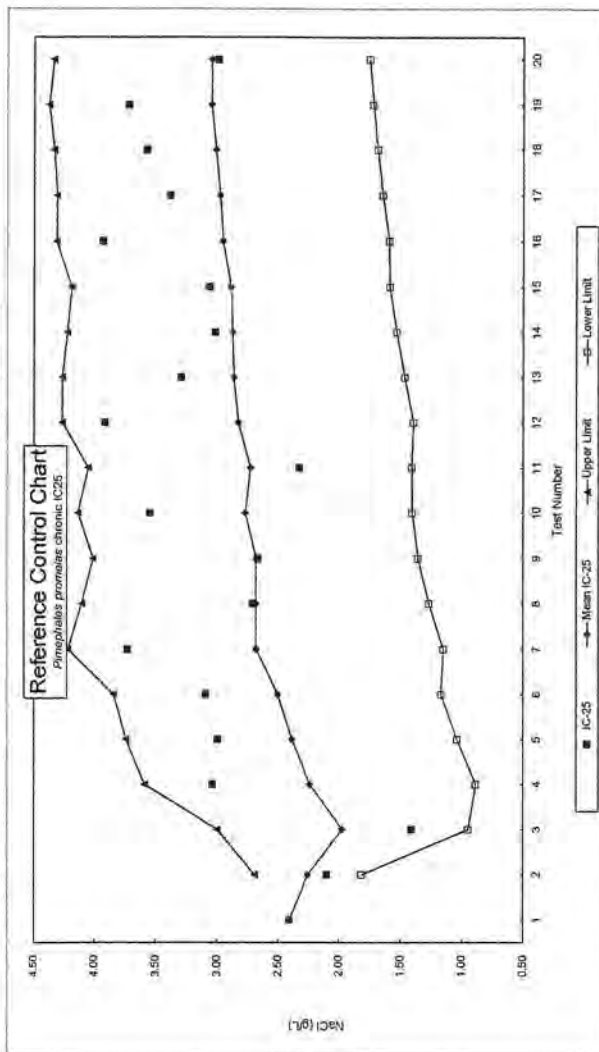 Reference Control Chart
Pimephales promelas chronic IC25
NaCl (g/L)
4.50
4.00
3.50
3.00
2.50
2.00
1.50
1.00
0.50
1 2 3 4 5 6 7 8 9 10 11 12 13 14 15 16 17 18 19 20
Test Number
IC-25 Mean IC-25 Upper Limit Lower Limit